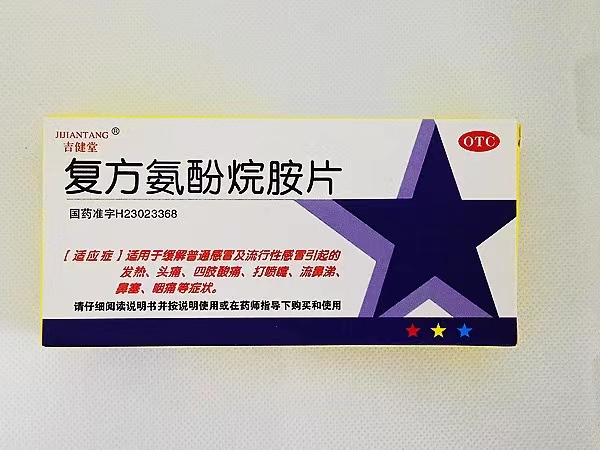 JIJIANTANG®
吉健堂
OTC
复方氨酚烷胺片
国药准字H23023368
[适应症]适用于缓解普通感冒及流行性感冒引起的
发热、头痛、四肢酸痛、打喷嚏、流鼻涕、
鼻塞、咽痛等症状。
请仔细阅读说明书并按说明使用或在药师指导下购买和使用